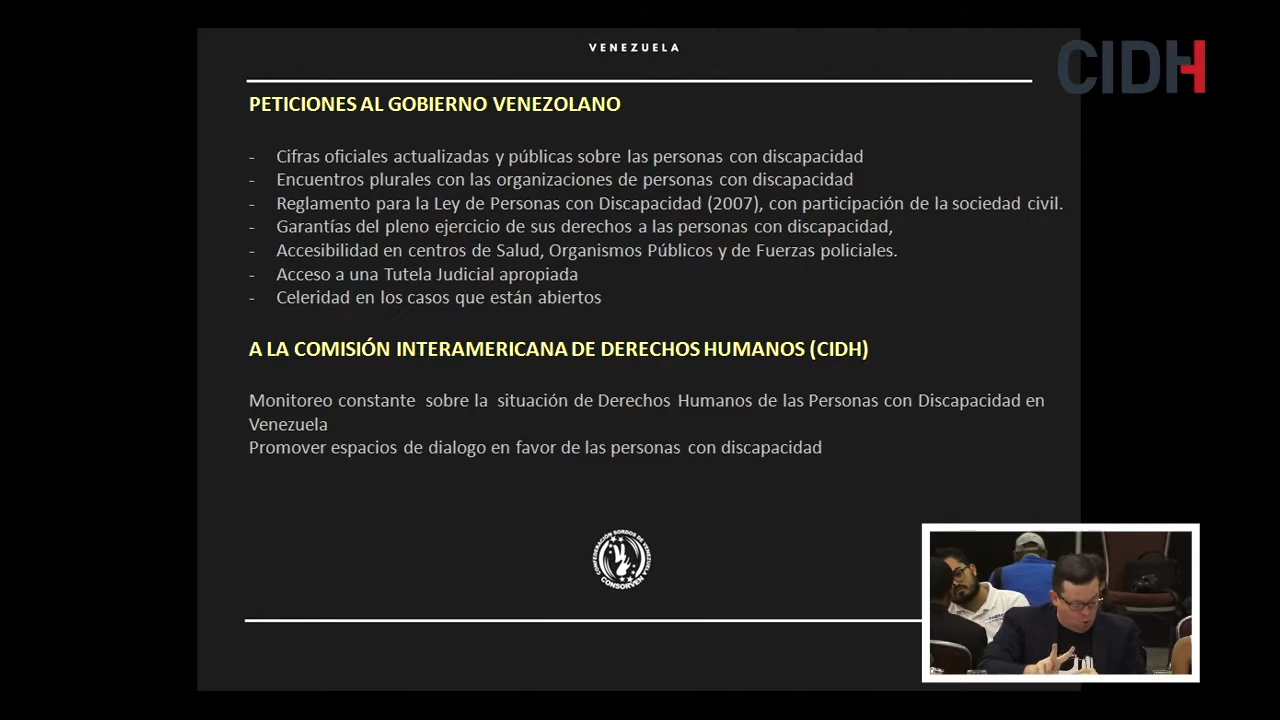 VENEZUELA
CIDH
PETICIONES AL GOBIERNO VENEZOLANO
- Cifras oficiales actualizadas y públicas sobre las personas con discapacidad
- Encuentros plurales con las organizaciones de personas con discapacidad
- Reglamento para la Ley de Personas con Discapacidad (2007), con participación de la sociedad civil.
- Garantías del pleno ejercicio de sus derechos a las personas con discapacidad,
- Accesibilidad en centros de Salud, Organismos Públicos y de Fuerzas policiales.
- Acceso a una Tutela Judicial apropiada
- Celeridad en los casos que están abiertos
A LA COMISIÓN INTERAMERICANA DE DERECHOS HUMANOS (CIDH)
Monitoreo constante sobre la situación de Derechos Humanos de las Personas con Discapacidad en
Venezuela
Promover espacios de dialogo en favor de las personas con discapacidad
CONFEDERACIÓN SORDOS DE VENEZUELA
CONSORVEN